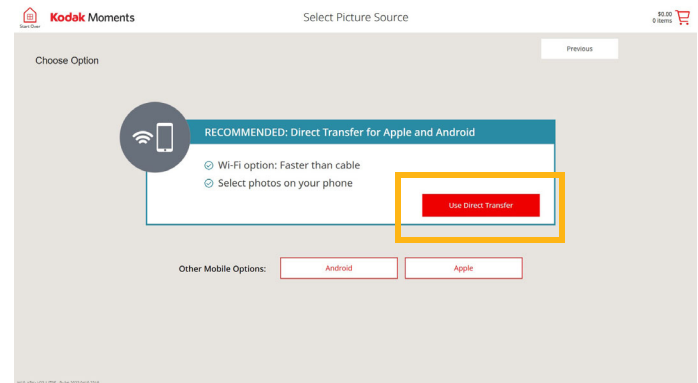 Kodak Moments
Select Picture Source
$0.00
0 items
Start Over
Previous
Choose Option
RECOMMENDED: Direct Transfer for Apple and Android
Wi-Fi option: Faster than cable
Select photos on your phone
Use Direct Transfer
Other Mobile Options:
Android
Apple